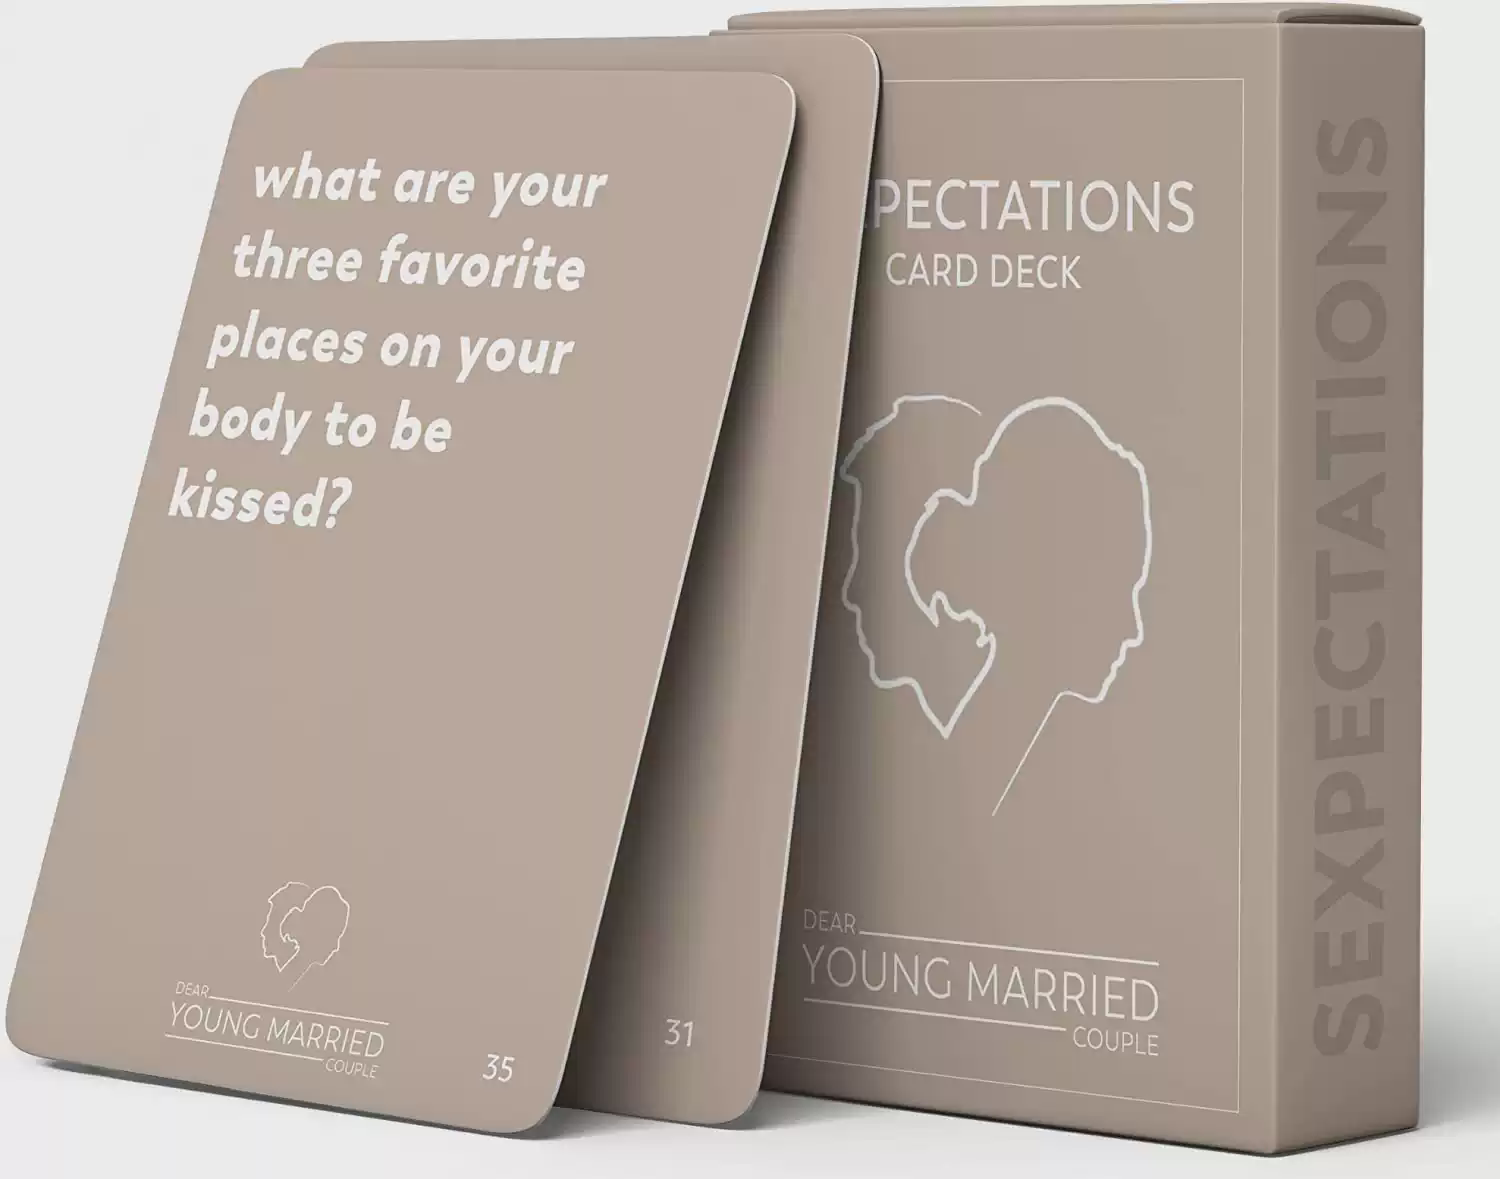 what are your
three favorite
places on your
body to be
kissed?
DEAR
YOUNG MARRIED
COUPLE
35
31
PECTATIONS
CARD DECK
DEAR
YOUNG MARRIED
COUPLE
SEXPECTATIONS